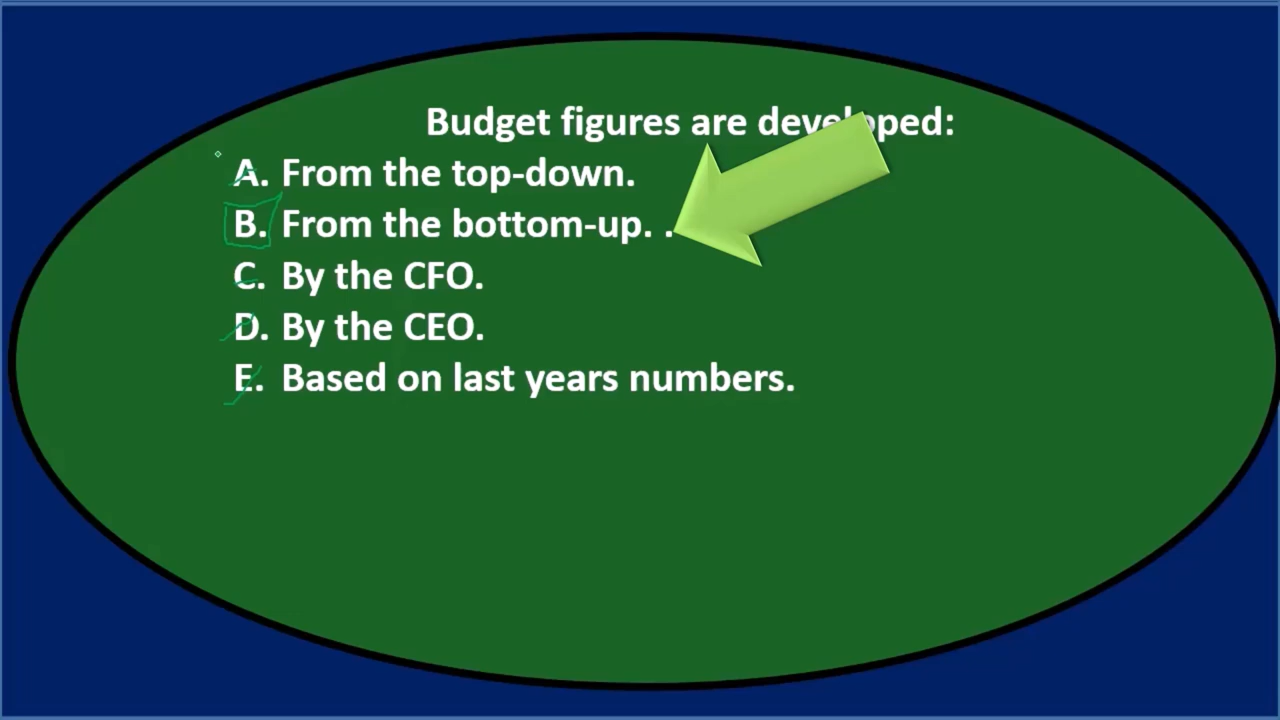 Budget figures are developed:
A. From the top-down.
B. From the bottom-up. .
C. By the CFO.
D. By the CEO.
E. Based on last years numbers.